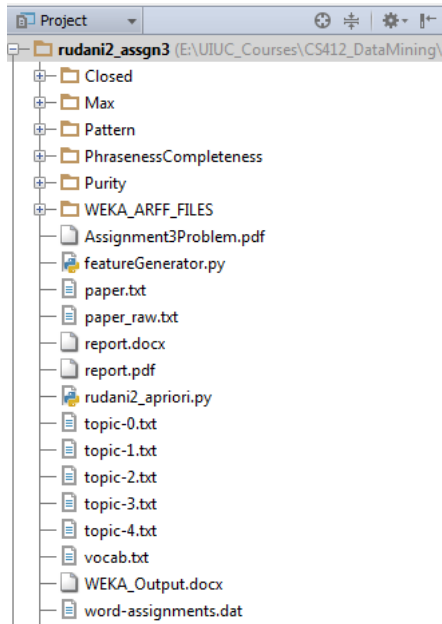 Project
rudani2_assgn3 (E:\UIUC_Courses\CS412_DataMining\
Closed
Max
Pattern
PhrasenessCompleteness
Purity
WEKA_ARFF_FILES
Assignment3Problem.pdf
featureGenerator.py
paper.txt
paper_raw.txt
report.docx
report.pdf
rudani2_apriori.py
topic-0.txt
topic-1.txt
topic-2.txt
topic-3.txt
topic-4.txt
vocab.txt
WEKA_Output.docx
word-assignments.dat